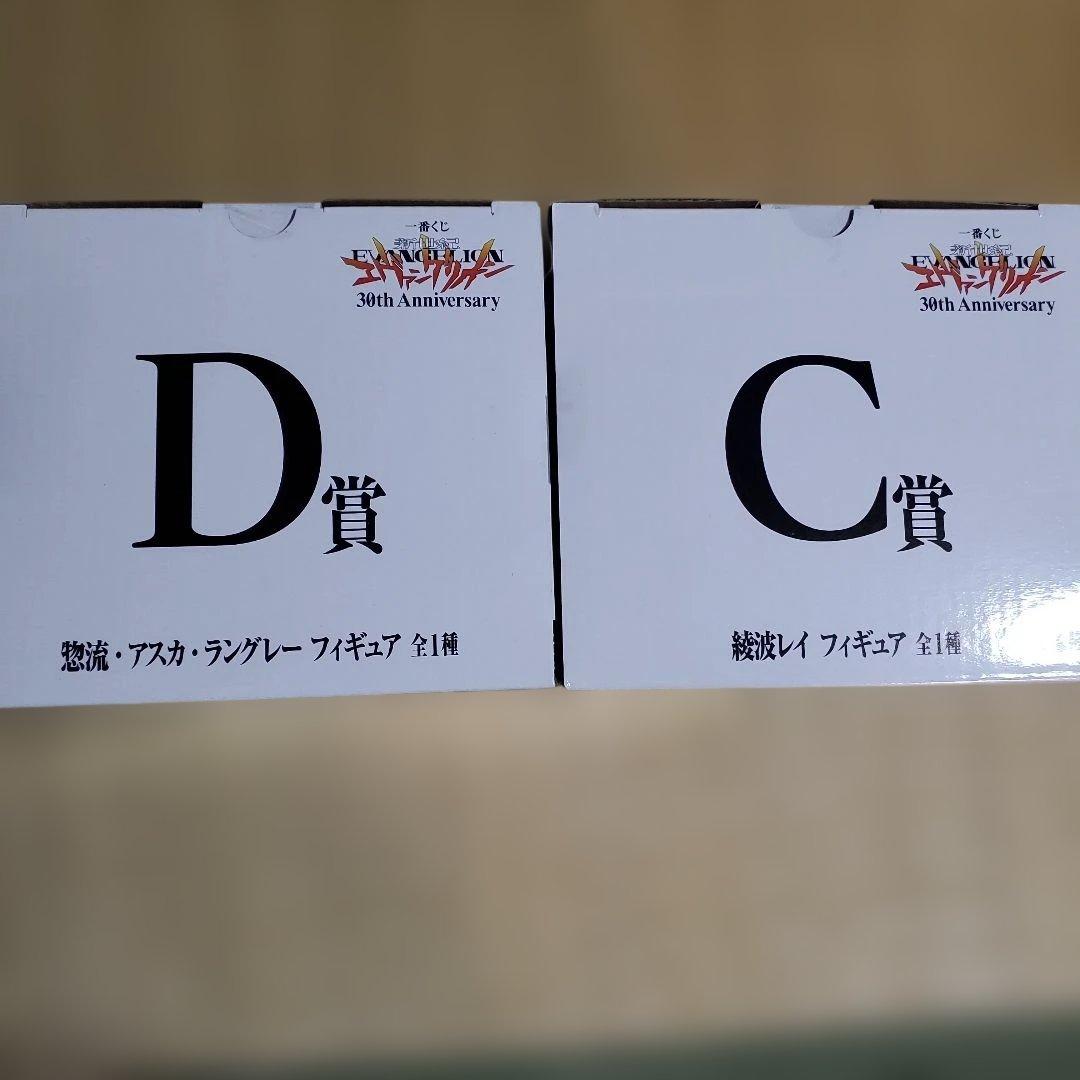 一番くじ
新世紀
EVANGELION
エヴァンゲリオン
30th Anniversary
D賞
惣流・アスカ・ラングレー フィギュア 全1種
一番くじ
新世紀
EVANGELION
エヴァンゲリオン
30th Anniversary
C賞
綾波レイ フィギュア 全1種